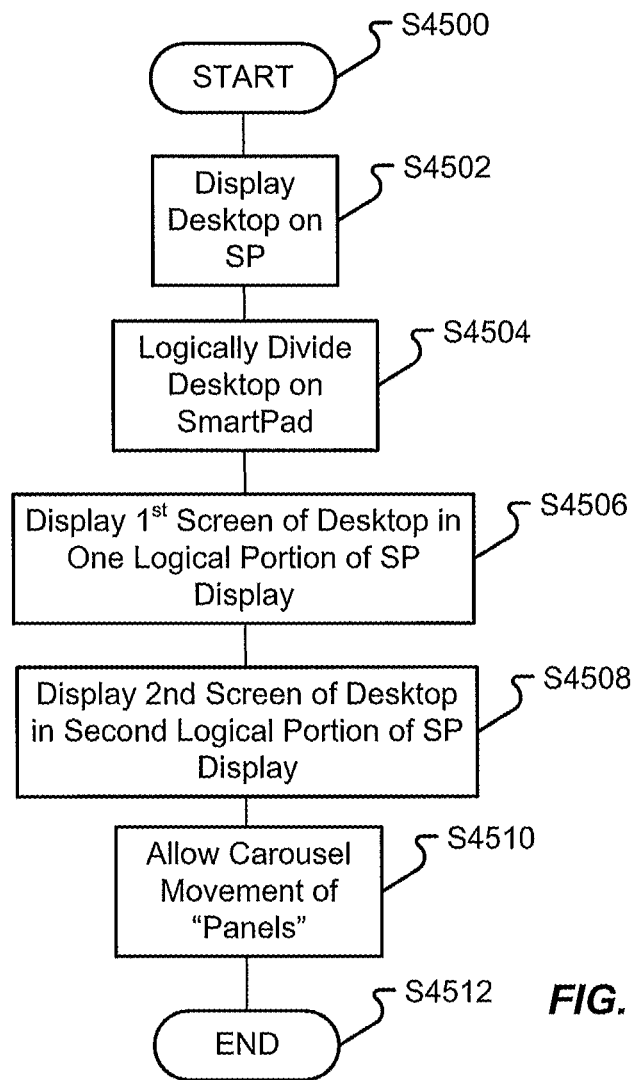 S4500
START
S4502
Display
Desktop on
SP
S4504
Logically Divide
Desktop on
SmartPad
S4506
Display 1st Screen of Desktop in
One Logical Portion of SP
Display
S4508
Display 2nd Screen of Desktop
in Second Logical Portion of SP
Display
S4510
Allow Carousel
Movement of
“Panels”
S4512
END
FIG.